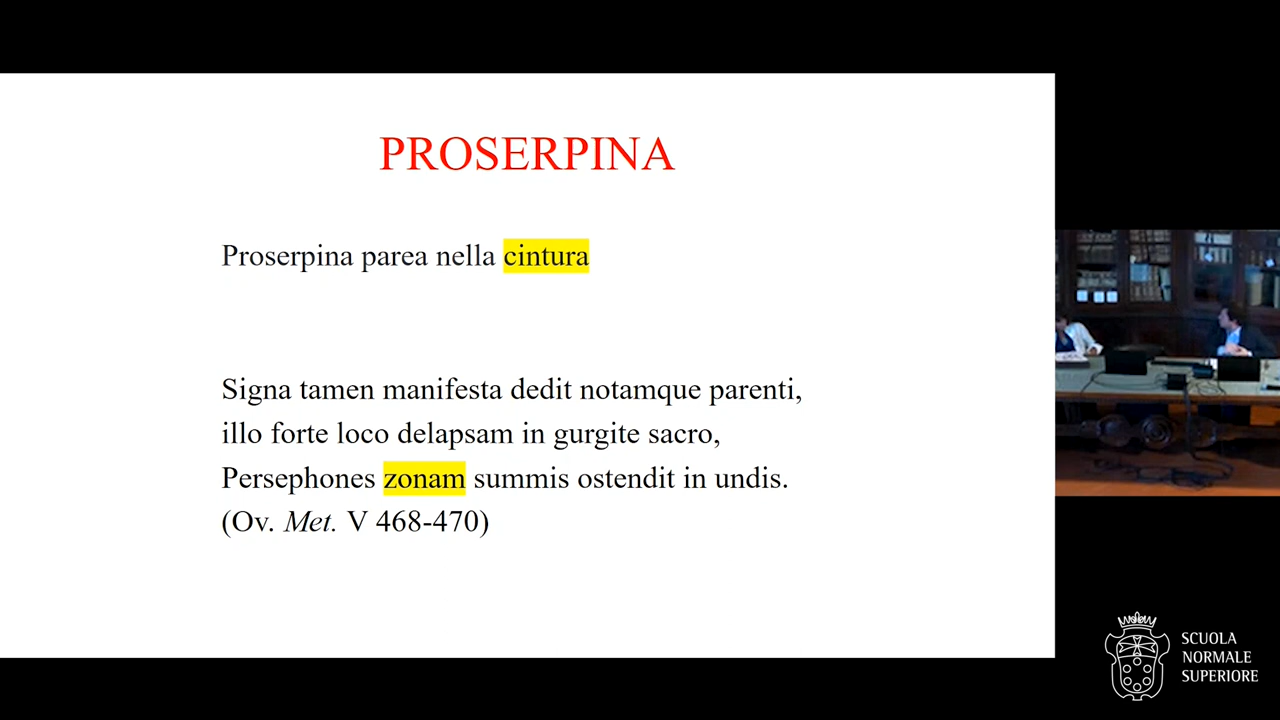 PROSERPINA
Proserpina parea nella cintura
Signa tamen manifesta dedit notamque parenti,
illo forte loco delapsam in gurgite sacro,
Persephones zonam summis ostendit in undis.
(Ov. Met. V 468-470)
SCUOLA
NORMALE
SUPERIORE